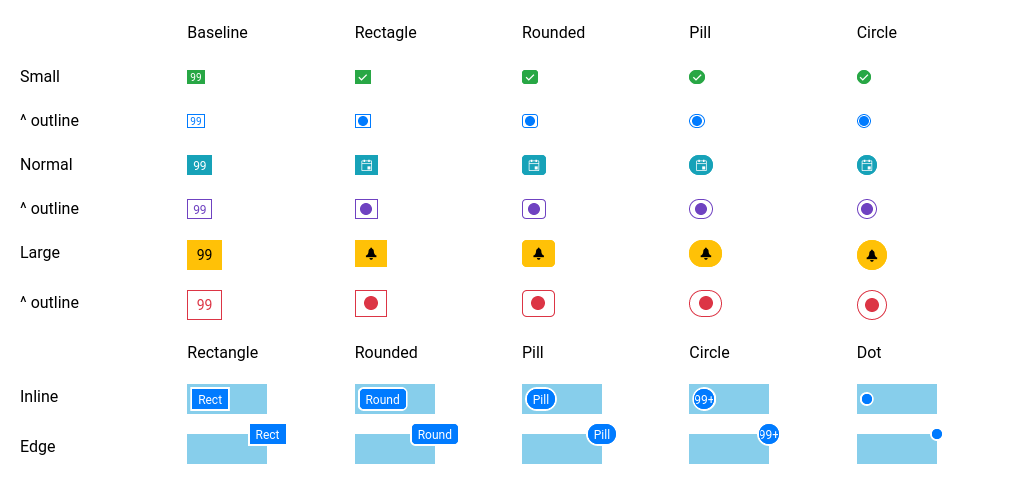 Baseline Rectagle Rounded Pill Circle
Small 99
^ outline 99
Normal 99
^ outline 99
Large 99
^ outline 99
Rectangle Rounded Pill Circle Dot
Inline Rect Round Pill 99+
Edge Rect Round Pill 99+